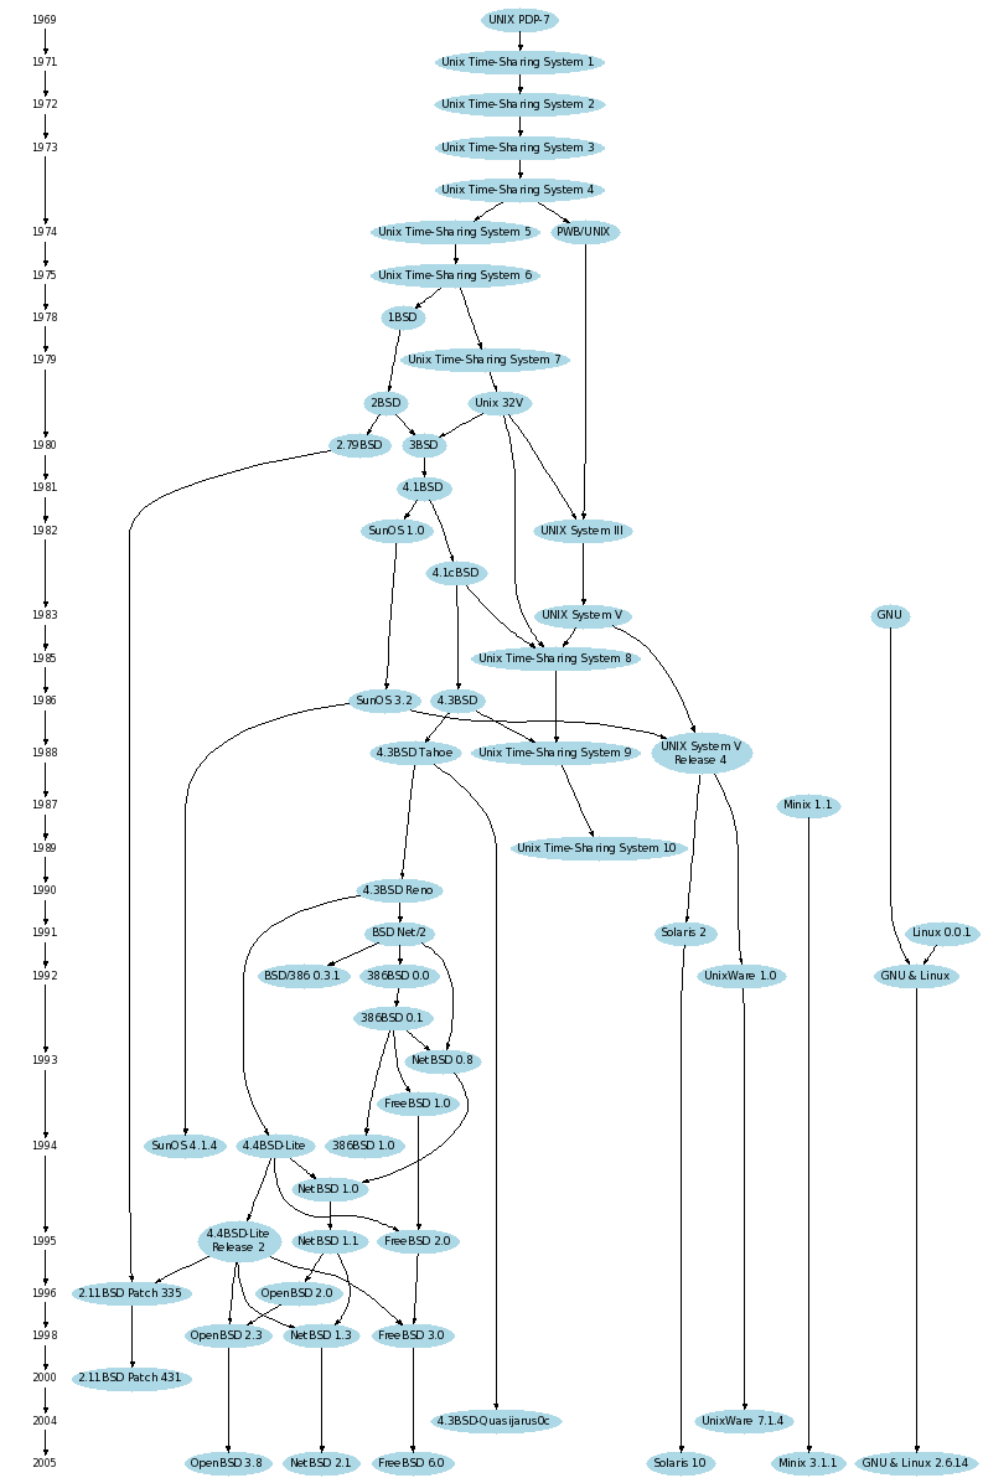 1969 UNIX PDP-7
1971 Unix Time-Sharing System 1
1972 Unix Time-Sharing System 2
1973 Unix Time-Sharing System 3
Unix Time-Sharing System 4
1974 Unix Time-Sharing System 5 PWB/UNIX
1975 Unix Time-Sharing System 6
1978 1BSD
1979 Unix Time-Sharing System 7
2BSD Unix 32V
1980 2.79BSD 3BSD
1981 4.1BSD
1982 SunOS 1.0 UNIX System III
4.1cBSD
1983 UNIX System V GNU
1985 Unix Time-Sharing System 8
1986 SunOS 3.2 4.3BSD
1988 4.3BSD Tahoe Unix Time-Sharing System 9 UNIX System V
Release 4
1987 Minix 1.1
1989 Unix Time-Sharing System 10
1990 4.3BSD Reno
1991 BSD Net/2 Solaris 2 Linux 0.0.1
1992 BSD/386 0.3.1 386BSD 0.0 UnixWare 1.0 GNU & Linux
386BSD 0.1
1993 NetBSD 0.8
FreeBSD 1.0
1994 SunOS 4.1.4 4.4BSD-Lite 386BSD 1.0
NetBSD 1.0
1995 4.4BSD-Lite
Release 2 NetBSD 1.1 FreeBSD 2.0
1996 2.11BSD Patch 335 OpenBSD 2.0
1998 OpenBSD 2.3 NetBSD 1.3 FreeBSD 3.0
2000 2.11BSD Patch 431
2004 4.3BSD-Quasijarus0c UnixWare 7.1.4
2005 OpenBSD 3.8 NetBSD 2.1 FreeBSD 6.0 Solaris 10 Minix 3.1.1 GNU & Linux 2.6.14